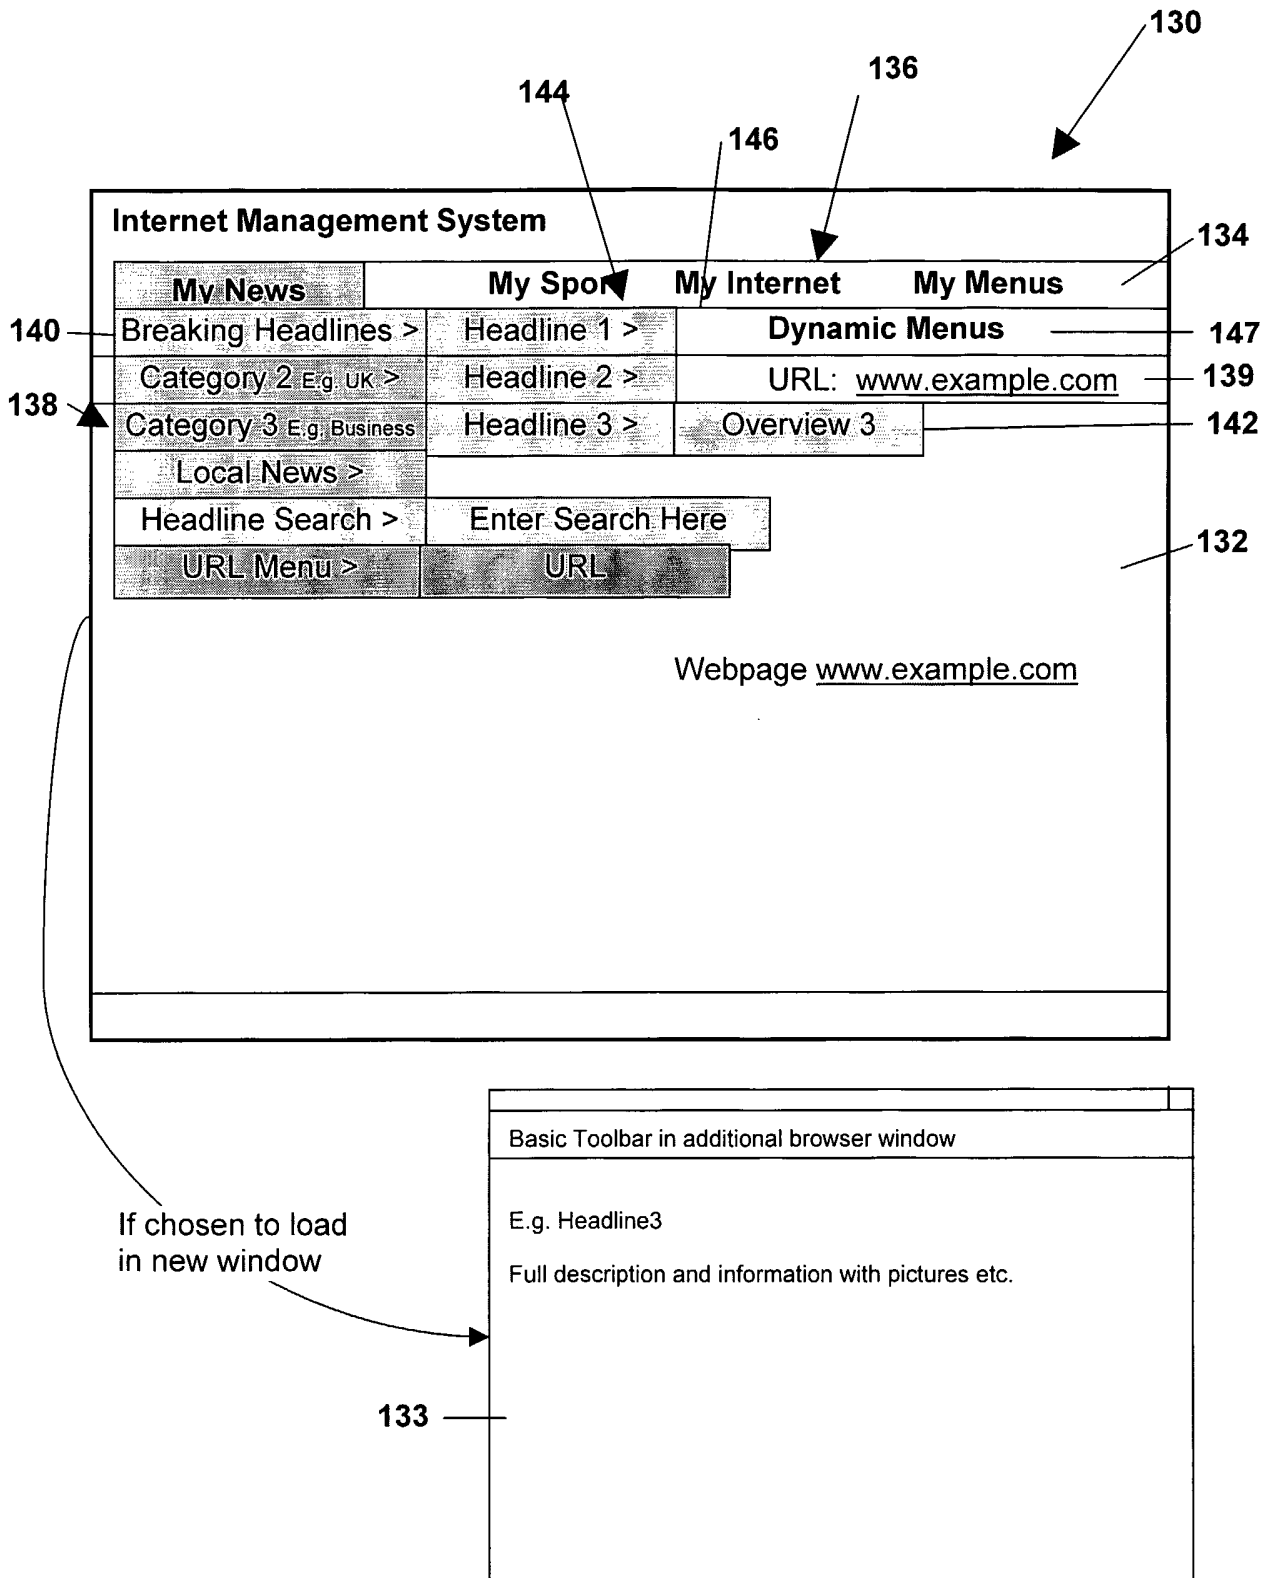 130
136
144
146
Internet Management System
134
My News My Spor My Internet My Menus
140 Breaking Headlines > Headline 1 > Dynamic Menus 147
Category 2 E.g. UK > Headline 2 > URL: www.example.com 139
138 Category 3 E.g. Business Headline 3 > Overview 3 142
Local News >
Headline Search > Enter Search Here
132
URL Menu > URL
Webpage www.example.com
Basic Toolbar in additional browser window
If chosen to load
in new window
E.g. Headline3
Full description and information with pictures etc.
133